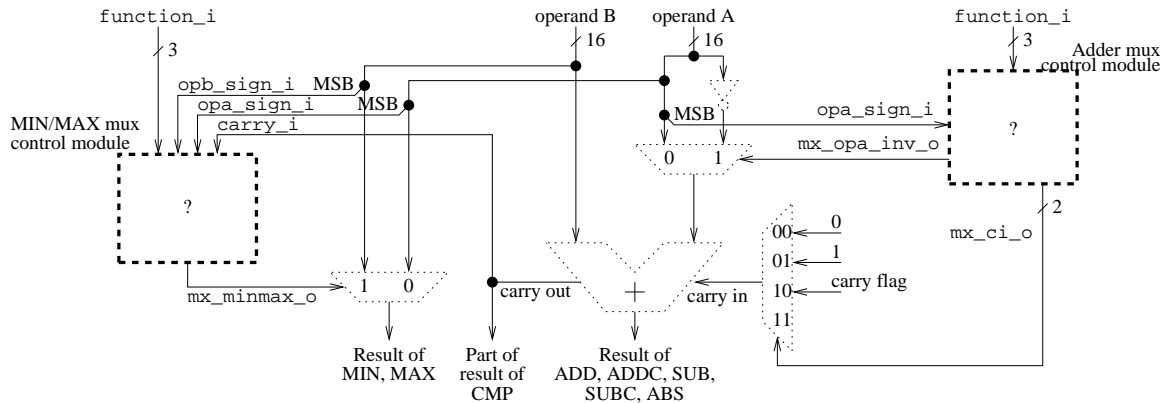 function_i
operand B
operand A
function_i
3
16
16
3
Adder mux
control module
MSB
opb_sign_i
MSB
opa_sign_i
carry_i
MSB
opa_sign_i
MIN/MAX mux
control module
?
?
0 1
mx_opa_inv_o
2
mx_ci_o
00
0
01
1
10
carry flag
11
mx_minmax_o
1 0
carry out
+
carry in
Result of
MIN, MAX
Part of
result of
CMP
Result of
ADD, ADDC, SUB,
SUBC, ABS